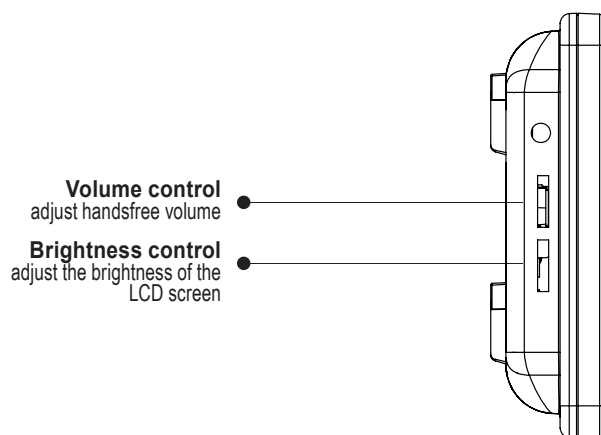 Volume control
adjust handsfree volume
Brightness control
adjust the brightness of the
LCD screen